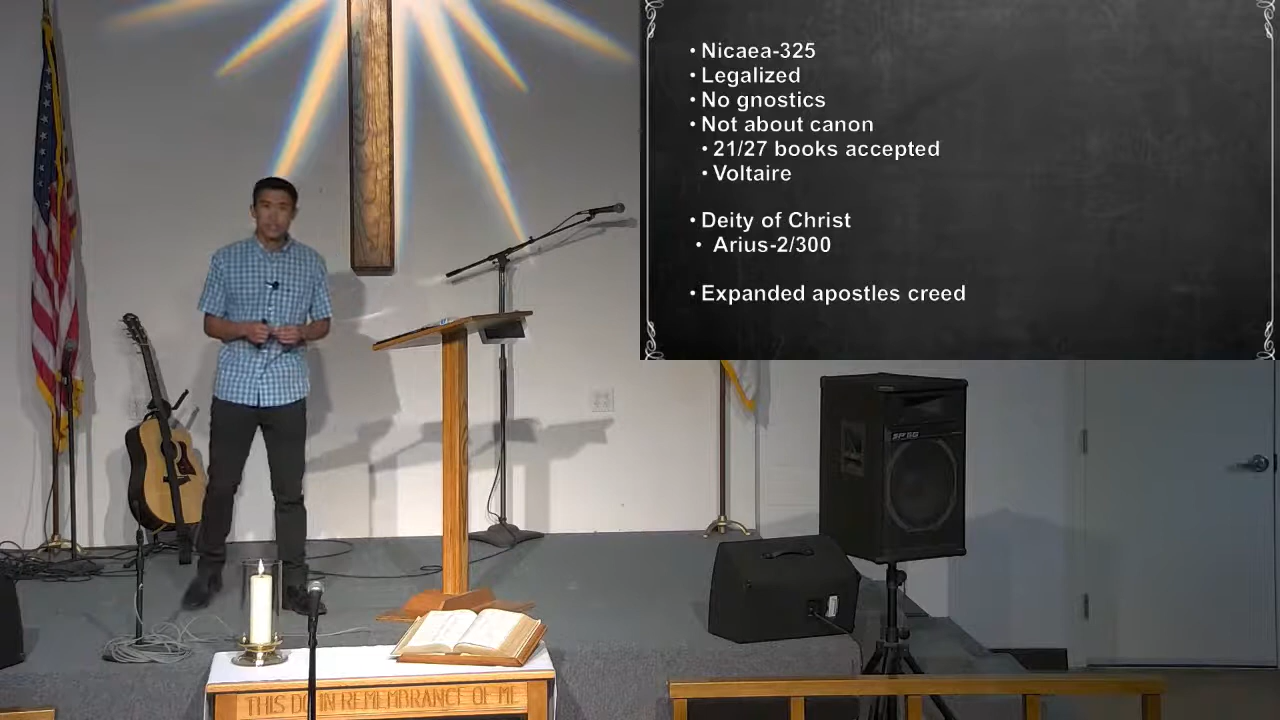 • Nicaea-325
• Legalized
• No gnostics
• Not about canon
• 21/27 books accepted
• Voltaire
• Deity of Christ
• Arius-2/300
• Expanded apostles creed
THIS DO IN REMEMBRANCE OF ME